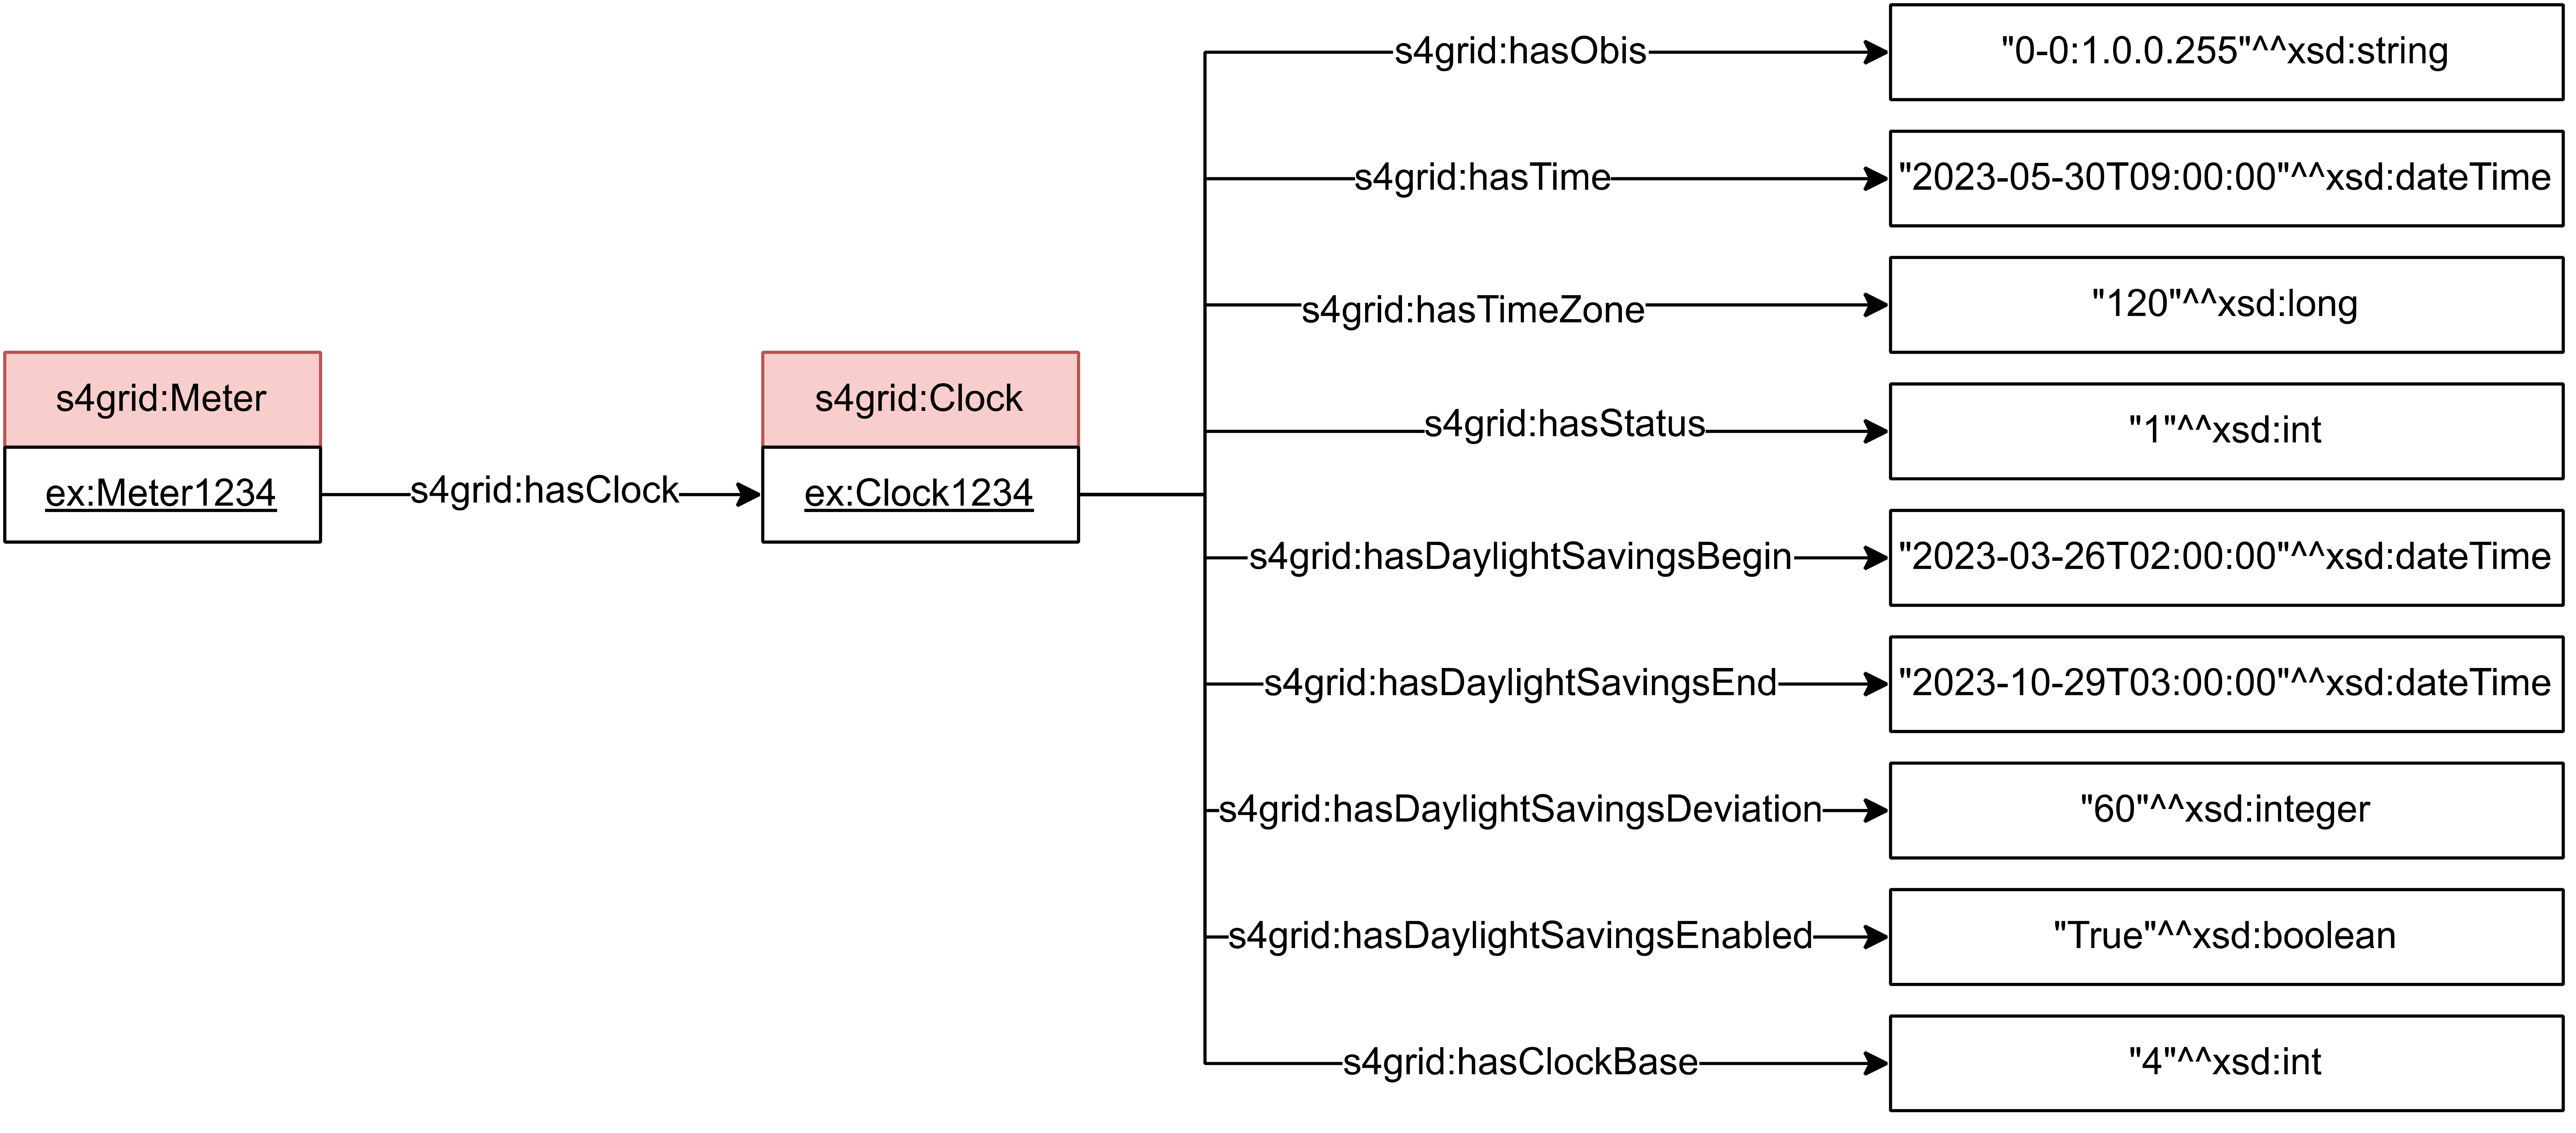 s4grid:Meter
ex:Meter1234
s4grid:hasClock
s4grid:Clock
ex:Clock1234
s4grid:hasObis
"0-0:1.0.0.255"^^xsd:string
s4grid:hasTime
"2023-05-30T09:00:00"^^xsd:dateTime
s4grid:hasTimeZone
"120"^^xsd:long
s4grid:hasStatus
"1"^^xsd:int
s4grid:hasDaylightSavingsBegin
"2023-03-26T02:00:00"^^xsd:dateTime
s4grid:hasDaylightSavingsEnd
"2023-10-29T03:00:00"^^xsd:dateTime
s4grid:hasDaylightSavingsDeviation
"60"^^xsd:integer
s4grid:hasDaylightSavingsEnabled
"True"^^xsd:boolean
s4grid:hasClockBase
"4"^^xsd:int